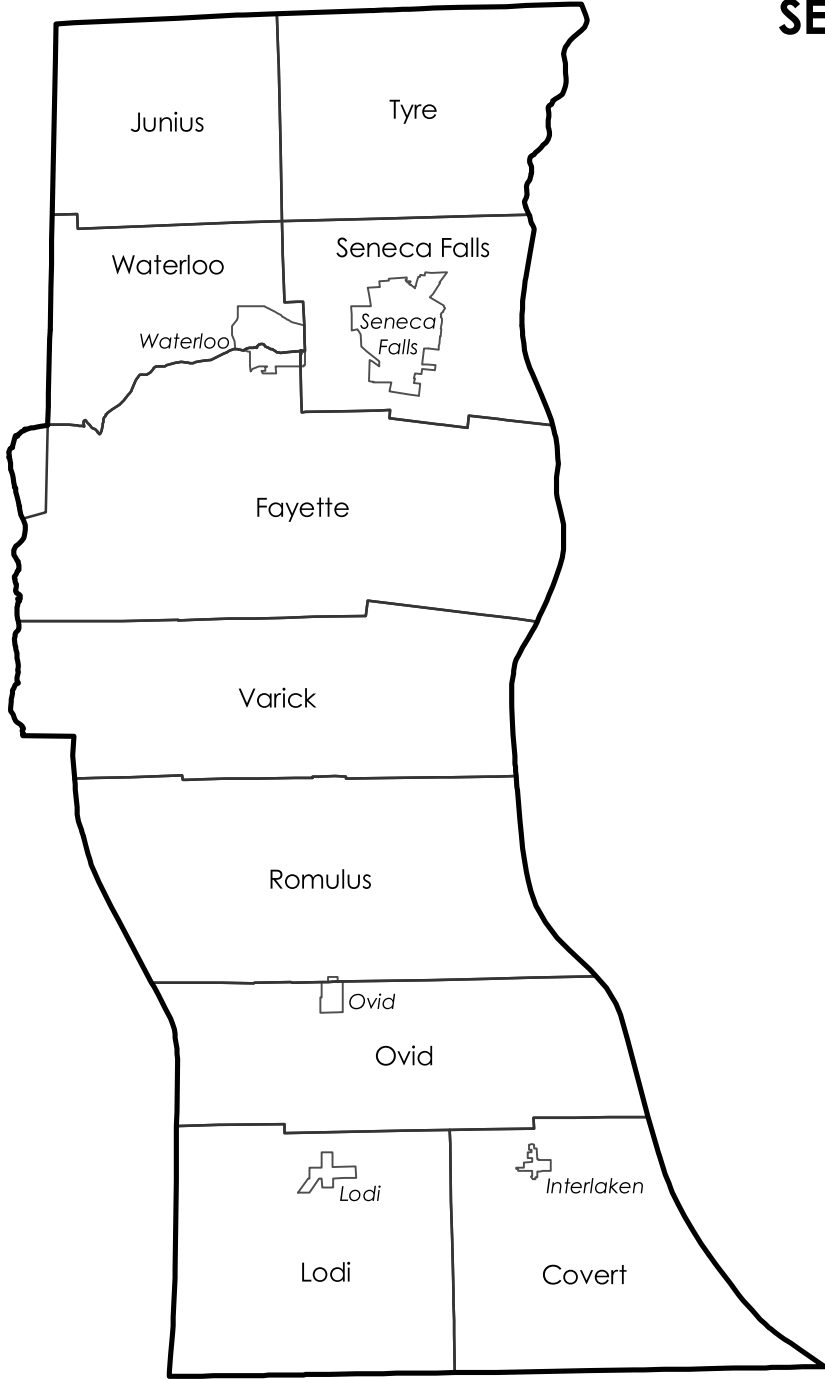 SE
Tyre
Junius
Seneca Falls
Waterloo
Seneca
Falls
Waterloo
Fayette
Varick
Romulus
Ovid
Ovid
Lodi
Interlaken
Lodi
Covert